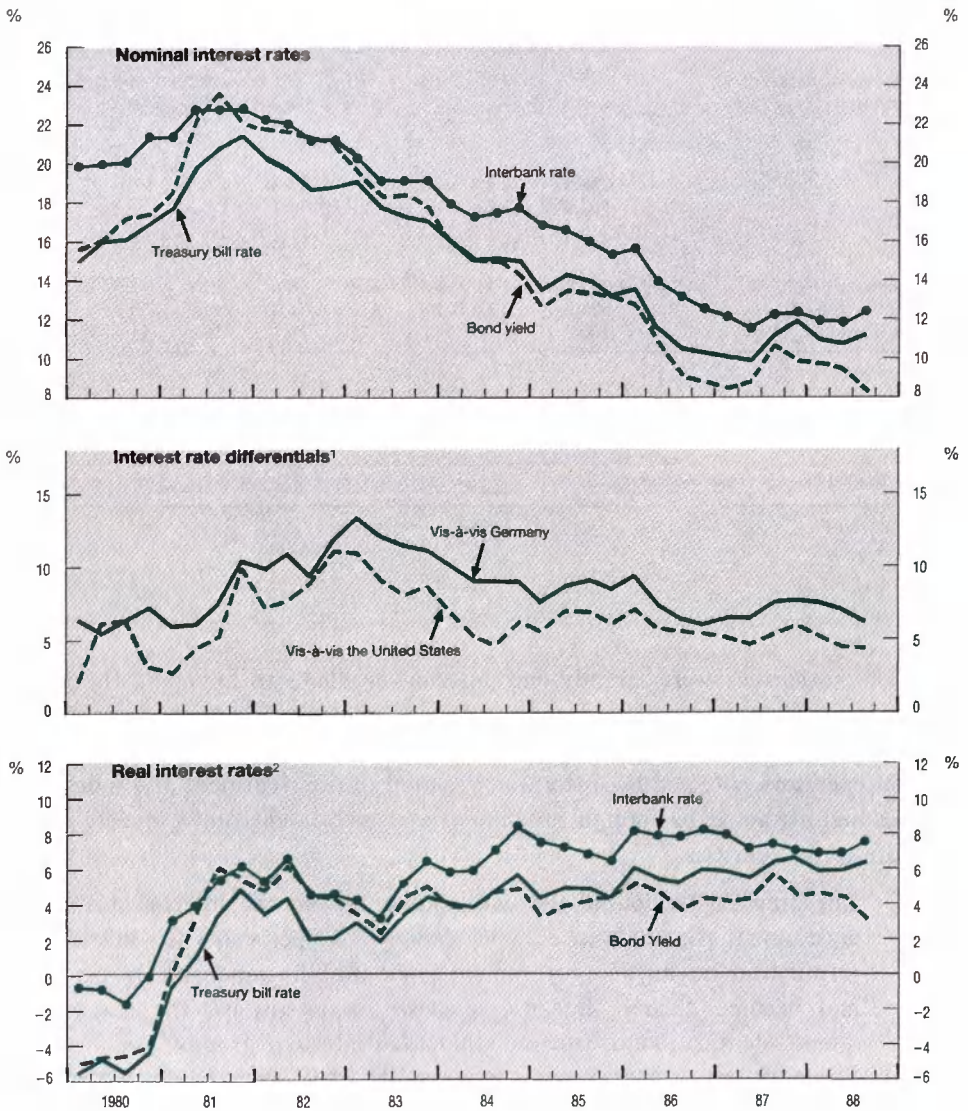 % %
Nominal interest rates
26 26
24 24
22 22
20 20
18 18
16 16
14 14
12 12
10 10
8 8
Interbank rate
Treasury bill rate
Bond yield
% %
Interest rate differentials¹
15 15
10 10
5 5
0 0
Vis-à-vis Germany
Vis-à-vis the United States
% %
Real interest rates²
12 12
10 10
8 8
6 6
4 4
2 2
0 0
-2 -2
-4 -4
-6 -6
Interbank rate
Bond Yield
Treasury bill rate
1980 81 82 83 84 85 86 87 88